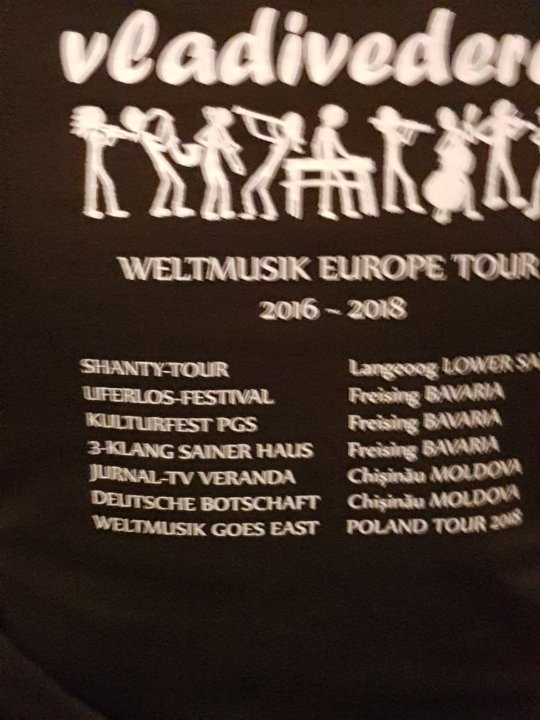 vladivedere
WELTMUSIK EUROPE TOUR
2016 ~ 2018
SHANTY-TOUR Langeoog LOWER SA
UFERLOS-FESTIVAL Freising BAVARIA
KULTURFEST PGS Freising BAVARIA
3-KLANG SAINER HAUS Freising BAVARIA
JURNAL-TV VERANDA Chişinău MOLDOVA
DEUTSCHE BOTSCHAFT Chişinău MOLDOVA
WELTMUSIK GOES EAST POLAND TOUR 2018